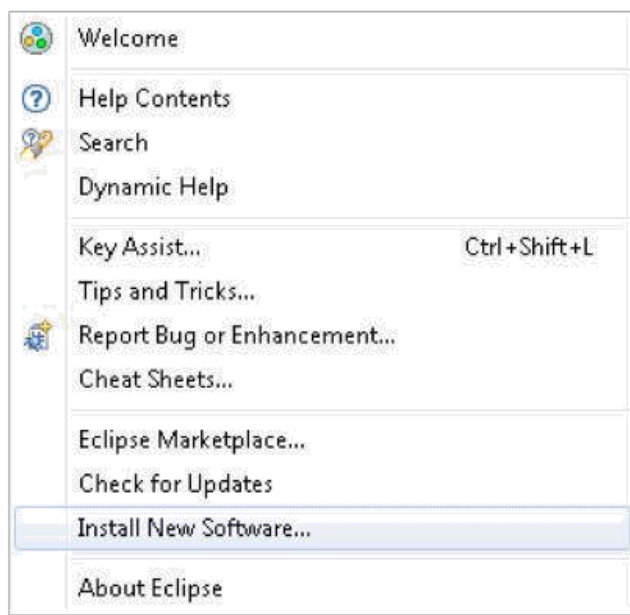 Welcome
Help Contents
Search
Dynamic Help
Key Assist... Ctrl+Shift+L
Tips and Tricks...
Report Bug or Enhancement...
Cheat Sheets...
Eclipse Marketplace...
Check for Updates
Install New Software...
About Eclipse